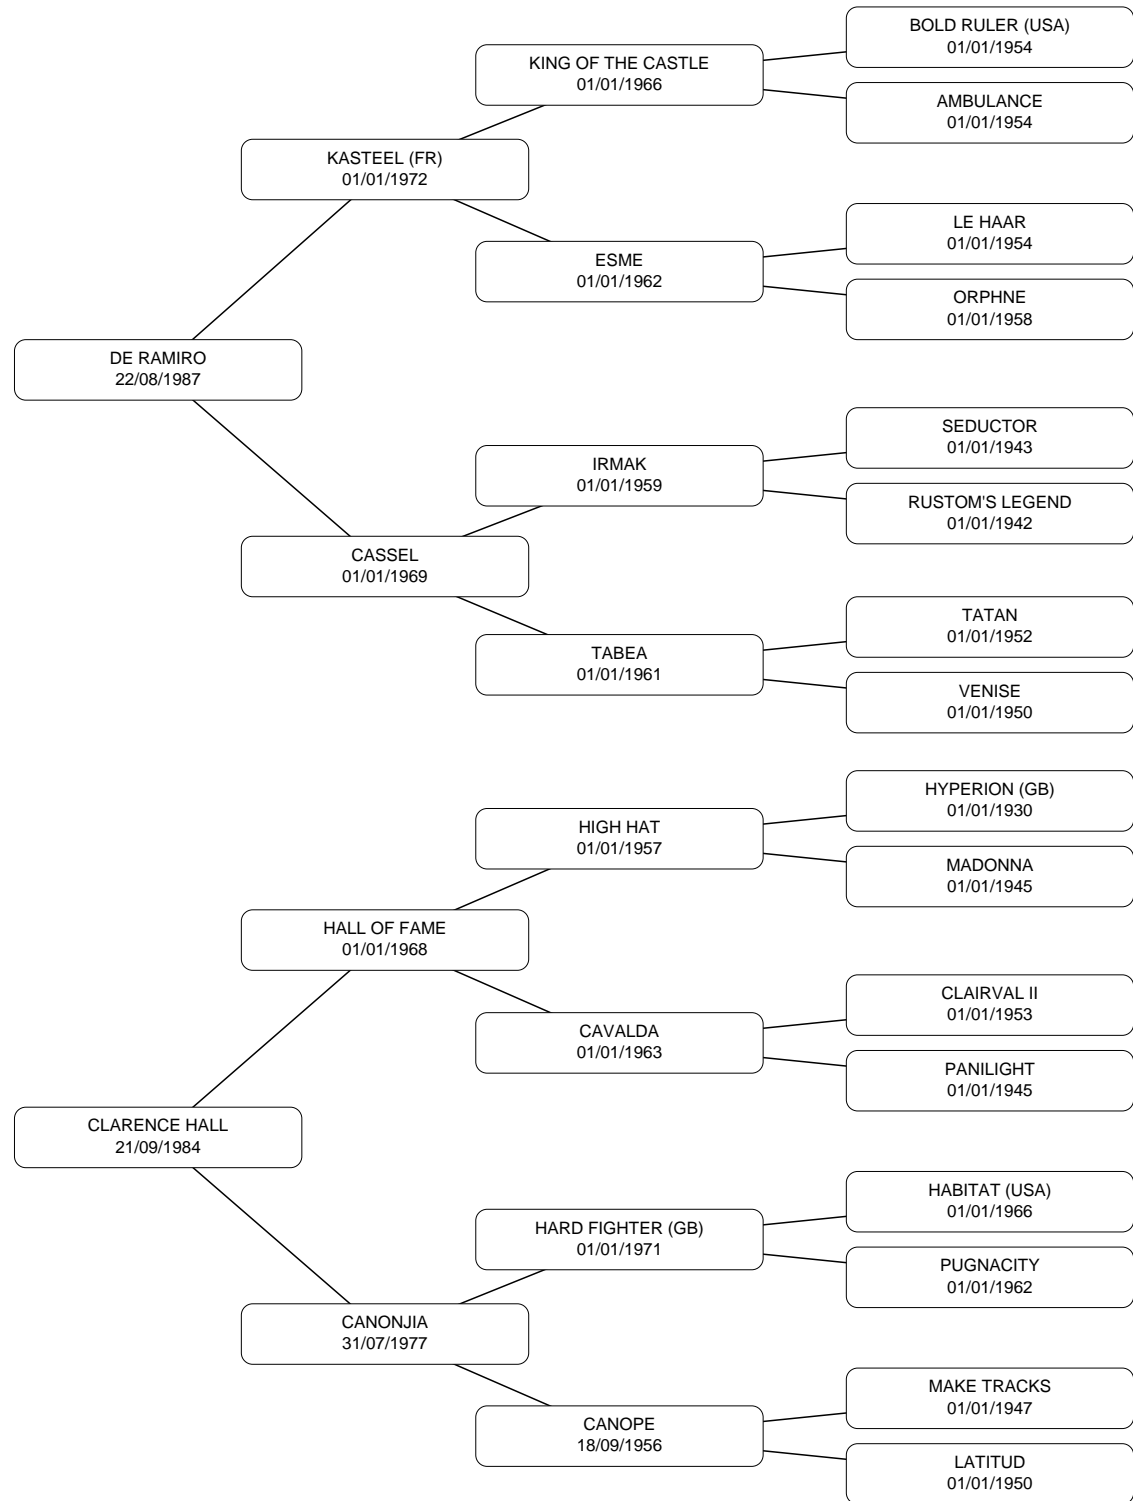 BOLD RULER (USA)
01/01/1954
KING OF THE CASTLE
01/01/1966
AMBULANCE
01/01/1954
KASTEEL (FR)
01/01/1972
LE HAAR
01/01/1954
ESME
01/01/1962
ORPHNE
01/01/1958
DE RAMIRO
22/08/1987
SEDUCTOR
01/01/1943
IRMAK
01/01/1959
RUSTOM'S LEGEND
01/01/1942
CASSEL
01/01/1969
TATAN
01/01/1952
TABEA
01/01/1961
VENISE
01/01/1950
HYPERION (GB)
01/01/1930
HIGH HAT
01/01/1957
MADONNA
01/01/1945
HALL OF FAME
01/01/1968
CLAIRVAL II
01/01/1953
CAVALDA
01/01/1963
PANILIGHT
01/01/1945
CLARENCE HALL
21/09/1984
HABITAT (USA)
01/01/1966
HARD FIGHTER (GB)
01/01/1971
PUGNACITY
01/01/1962
CANONJIA
31/07/1977
MAKE TRACKS
01/01/1947
CANOPE
18/09/1956
LATITUD
01/01/1950